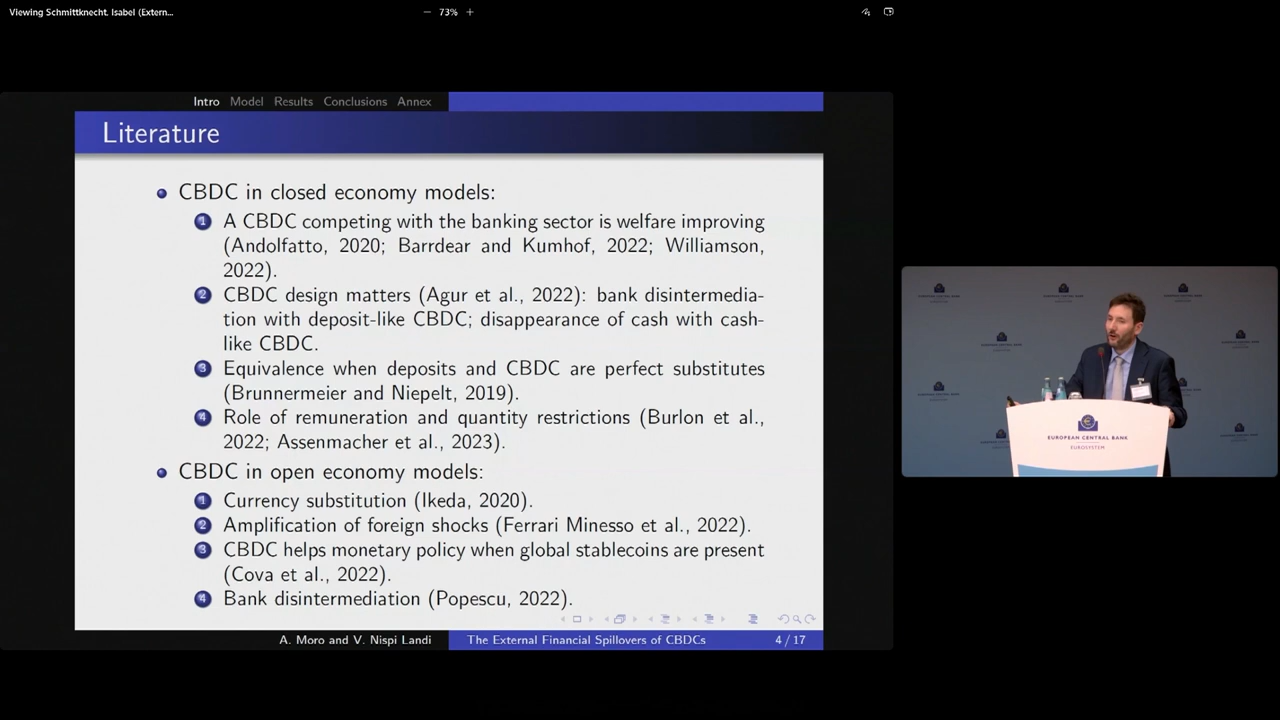 Viewing Schmittknecht, Isabel (Extern...
— 73% +
Intro Model Results Conclusions Annex
Literature
CBDC in closed economy models:
1 A CBDC competing with the banking sector is welfare improving
(Andolfatto, 2020; Barrdear and Kumhof, 2022; Williamson,
2022).
2 CBDC design matters (Agur et al., 2022): bank disintermedia-
tion with deposit-like CBDC; disappearance of cash with cash-
like CBDC.
3 Equivalence when deposits and CBDC are perfect substitutes
(Brunnermeier and Niepelt, 2019).
4 Role of remuneration and quantity restrictions (Burlon et al.,
2022; Assenmacher et al., 2023).
CBDC in open economy models:
1 Currency substitution (Ikeda, 2020).
2 Amplification of foreign shocks (Ferrari Minesso et al., 2022).
3 CBDC helps monetary policy when global stablecoins are present
(Cova et al., 2022).
4 Bank disintermediation (Popescu, 2022).
A. Moro and V. Nispi Landi The External Financial Spillovers of CBDCs 4 / 17
EUROPEAN CENTRAL BANK
EUROSYSTEM